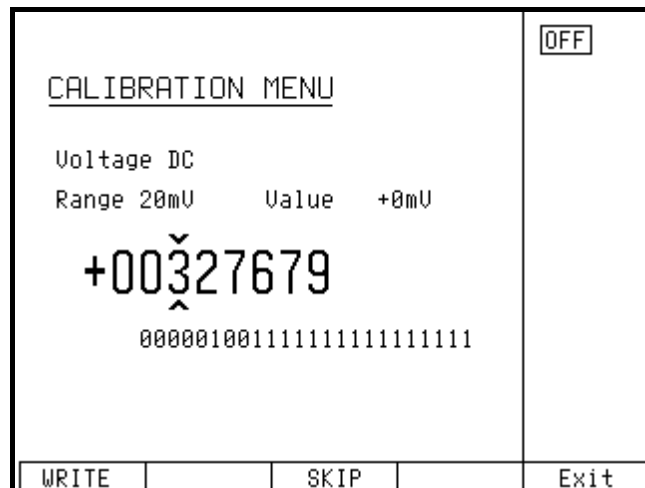 OFF
CALIBRATION MENU
Voltage DC
Range 20mV Value +0mV
+00327679
000001001111111111111111
WRITE SKIP Exit